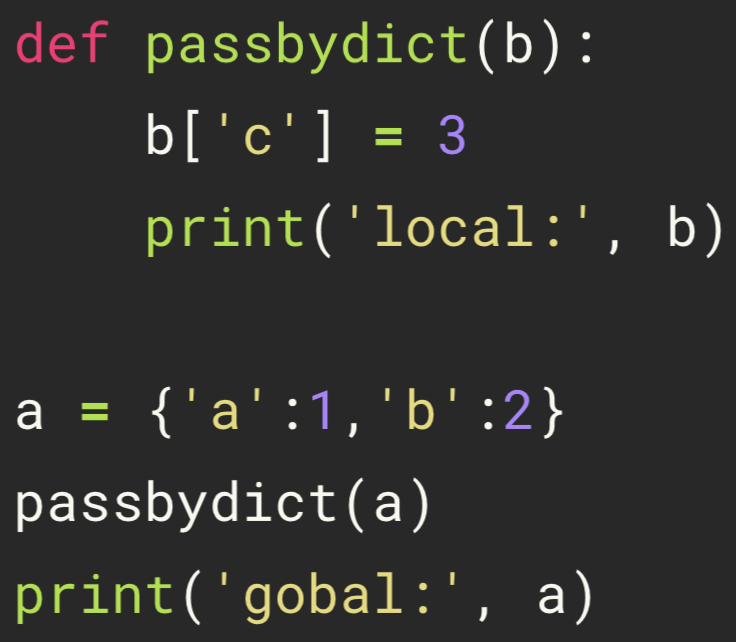 def passbydict(b):
    b['c'] = 3
    print('local:', b)

a = {'a':1,'b':2}
passbydict(a)
print('gobal:', a)